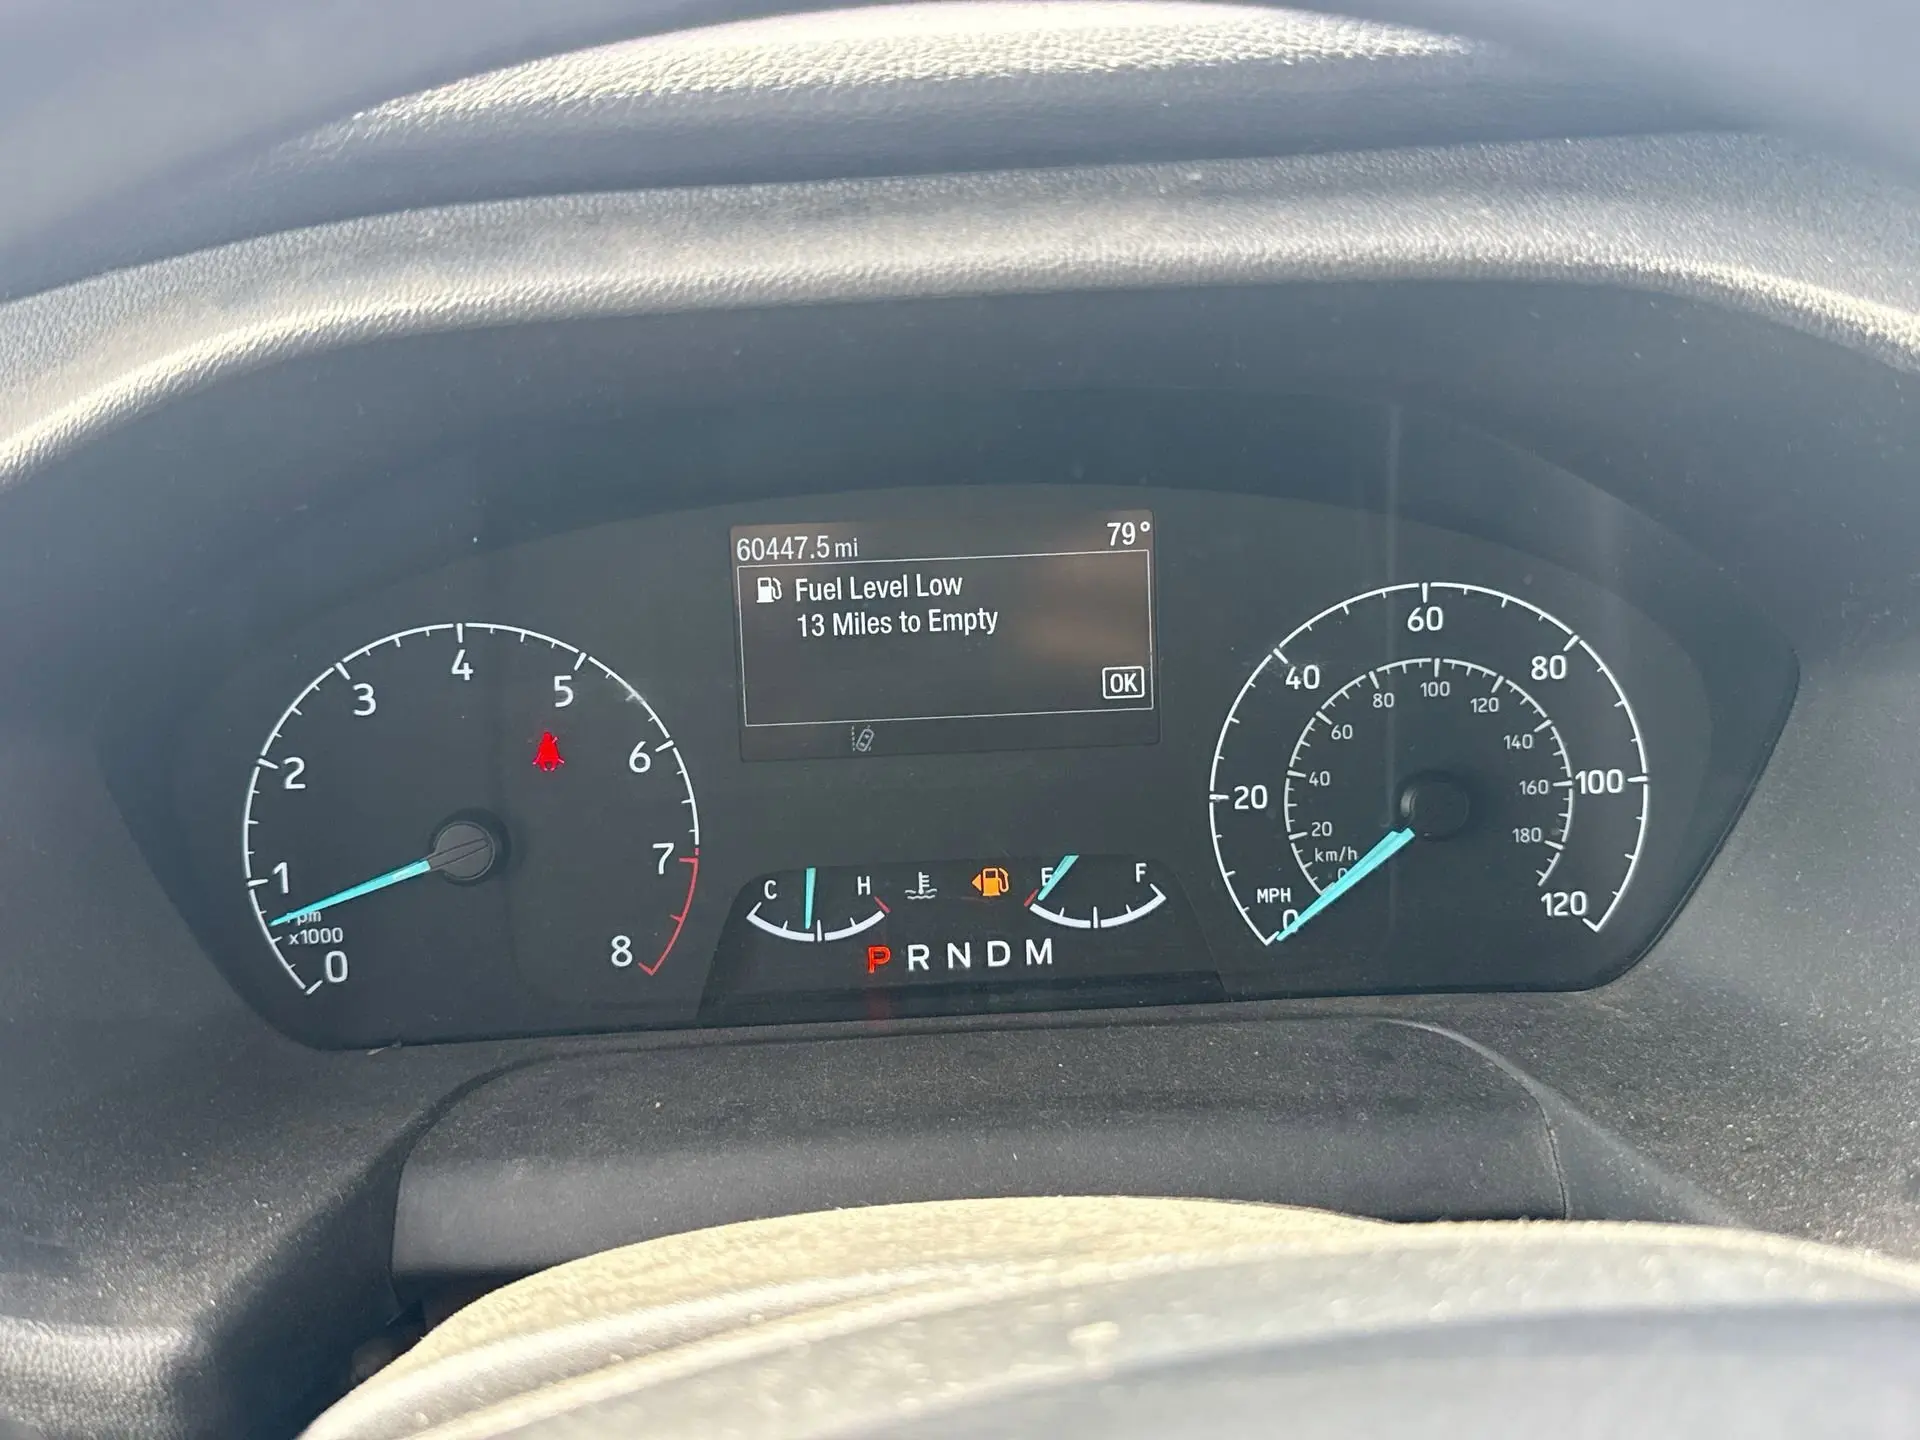 60447.5 mi 79°
Fuel Level Low
13 Miles to Empty
OK
0 1 2 3 4 5 6 7 8
rpm
x1000
C H
E F
P R N D M
0 20 40 60 80 100 120
MPH
0 20 40 60 80 100 120 140 160 180
km/h